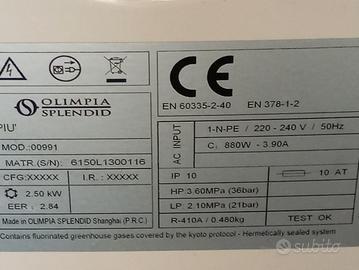 OLIMPIA
SPLENDID
PIU'
MOD:00991
MATR.(S/N): 6150L1300116
CFG:XXXXX I.R.: XXXXX
2.50 kW
EER: 2.84
Made in OLIMPIA SPLENDID Shanghai (P.R.C.)
CE
EN 60335-2-40 EN 378-1-2
AC INPUT
1-N-PE / 220 - 240 V / 50Hz
C: 880W - 3.90A
IP 10 10 AT
HP 3.60MPa (36bar)
LP 2.10MPa (21bar)
R-410A / 0.480kg TEST OK
Contains fluorinated greenhouse gases covered by the kyoto protocol - Hermetically sealed system
subito